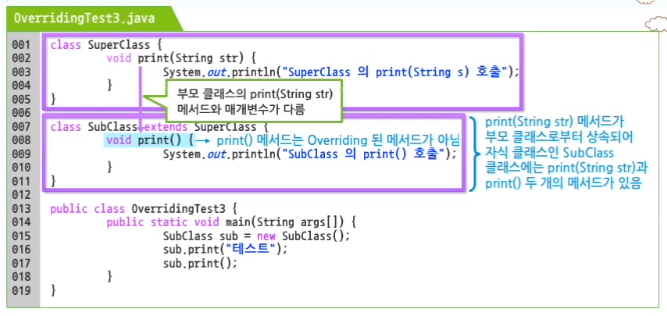 OverridingTest3.java
001 class SuperClass {
002 void print(String str) {
003 System.out.println("SuperClass 의 print(String s) 호출");
004 }
005 }
006
007 class SubClass extends SuperClass {
008 void print() { → print() 메서드는 Overriding 된 메서드가 아님
009 System.out.println("SubClass 의 print() 호출");
010 }
011 }
012
013 public class OverridingTest3 {
014 public static void main(String args[]) {
015 SubClass sub = new SubClass();
016 sub.print("테스트");
017 sub.print();
018 }
019 }
부모 클래스의 print(String str)
메서드와 매개변수가 다름
print(String str) 메서드가
부모 클래스로부터 상속되어
자식 클래스인 SubClass
클래스에는 print(String str)과
print() 두 개의 메서드가 있음